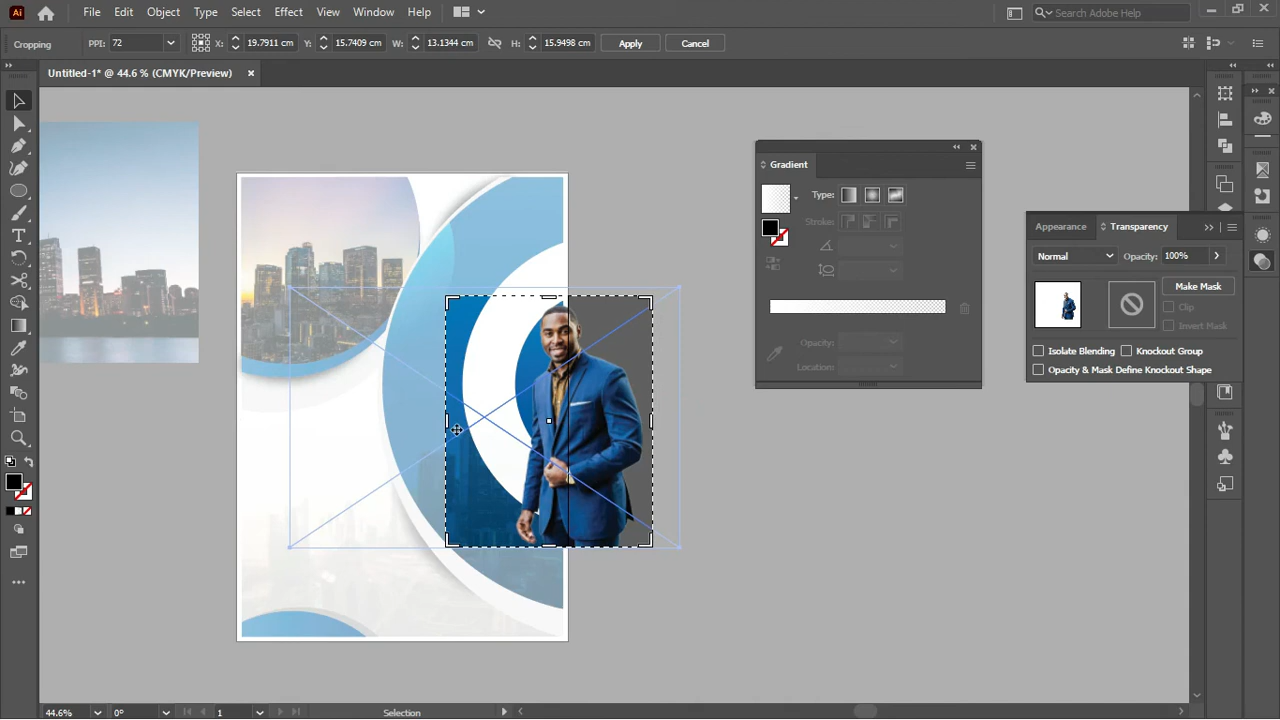 Ai File Edit Object Type Select Effect View Window Help Search Adobe Help
Cropping PPI: 72 X: 19.7911 cm Y: 15.7409 cm W: 13.1344 cm H: 15.9498 cm Apply Cancel
Untitled-1* @ 44.6 % (CMYK/Preview)
Gradient
Type:
Stroke:
Opacity:
Location:
Appearance Transparency
Normal Opacity: 100%
Make Mask
Clip
Invert Mask
Isolate Blending Knockout Group
Opacity & Mask Define Knockout Shape
T
44.6% 0° 1 Selection